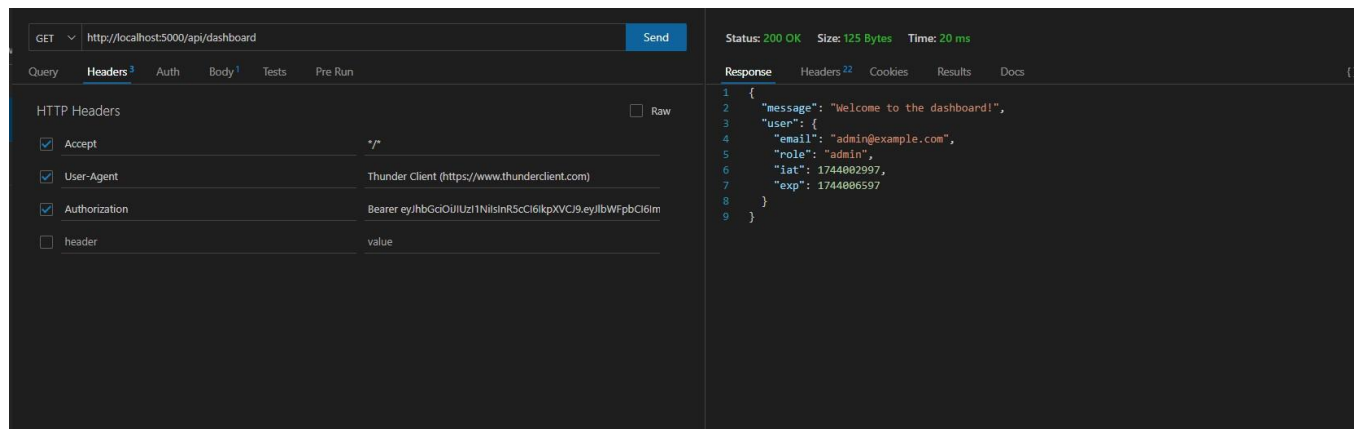 GET http://localhost:5000/api/dashboard Send
Query Headers 3 Auth Body 1 Tests Pre Run
HTTP Headers Raw
Accept */*
User-Agent Thunder Client (https://www.thunderclient.com)
Authorization Bearer eyJhbGciOiJIUzI1NiIsInR5cCI6IkpXVCJ9.eyJlbWFpbCI6Im
header value
Status: 200 OK Size: 125 Bytes Time: 20 ms
Response Headers 22 Cookies Results Docs {
1 {
2 "message": "Welcome to the dashboard!",
3 "user": {
4 "email": "admin@example.com",
5 "role": "admin",
6 "iat": 1744002997,
7 "exp": 1744006597
8 }
9 }